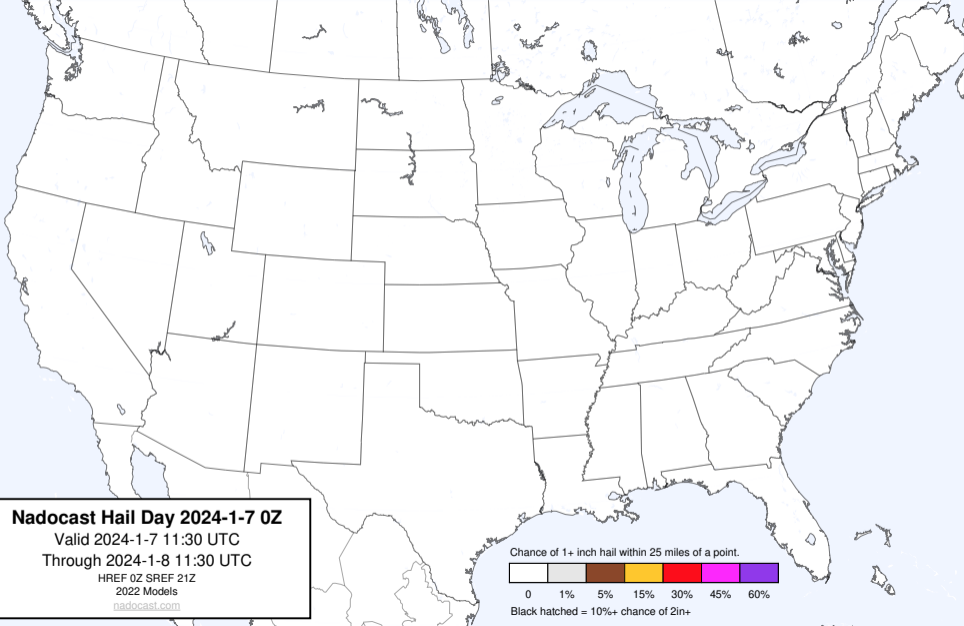 Nadocast Hail Day 2024-1-7 0Z
Valid 2024-1-7 11:30 UTC
Through 2024-1-8 11:30 UTC
HREF 0Z SREF 21Z
2022 Models
nadocast.com
Chance of 1+ inch hail within 25 miles of a point.
0 1% 5% 15% 30% 45% 60%
Black hatched = 10%+ chance of 2in+